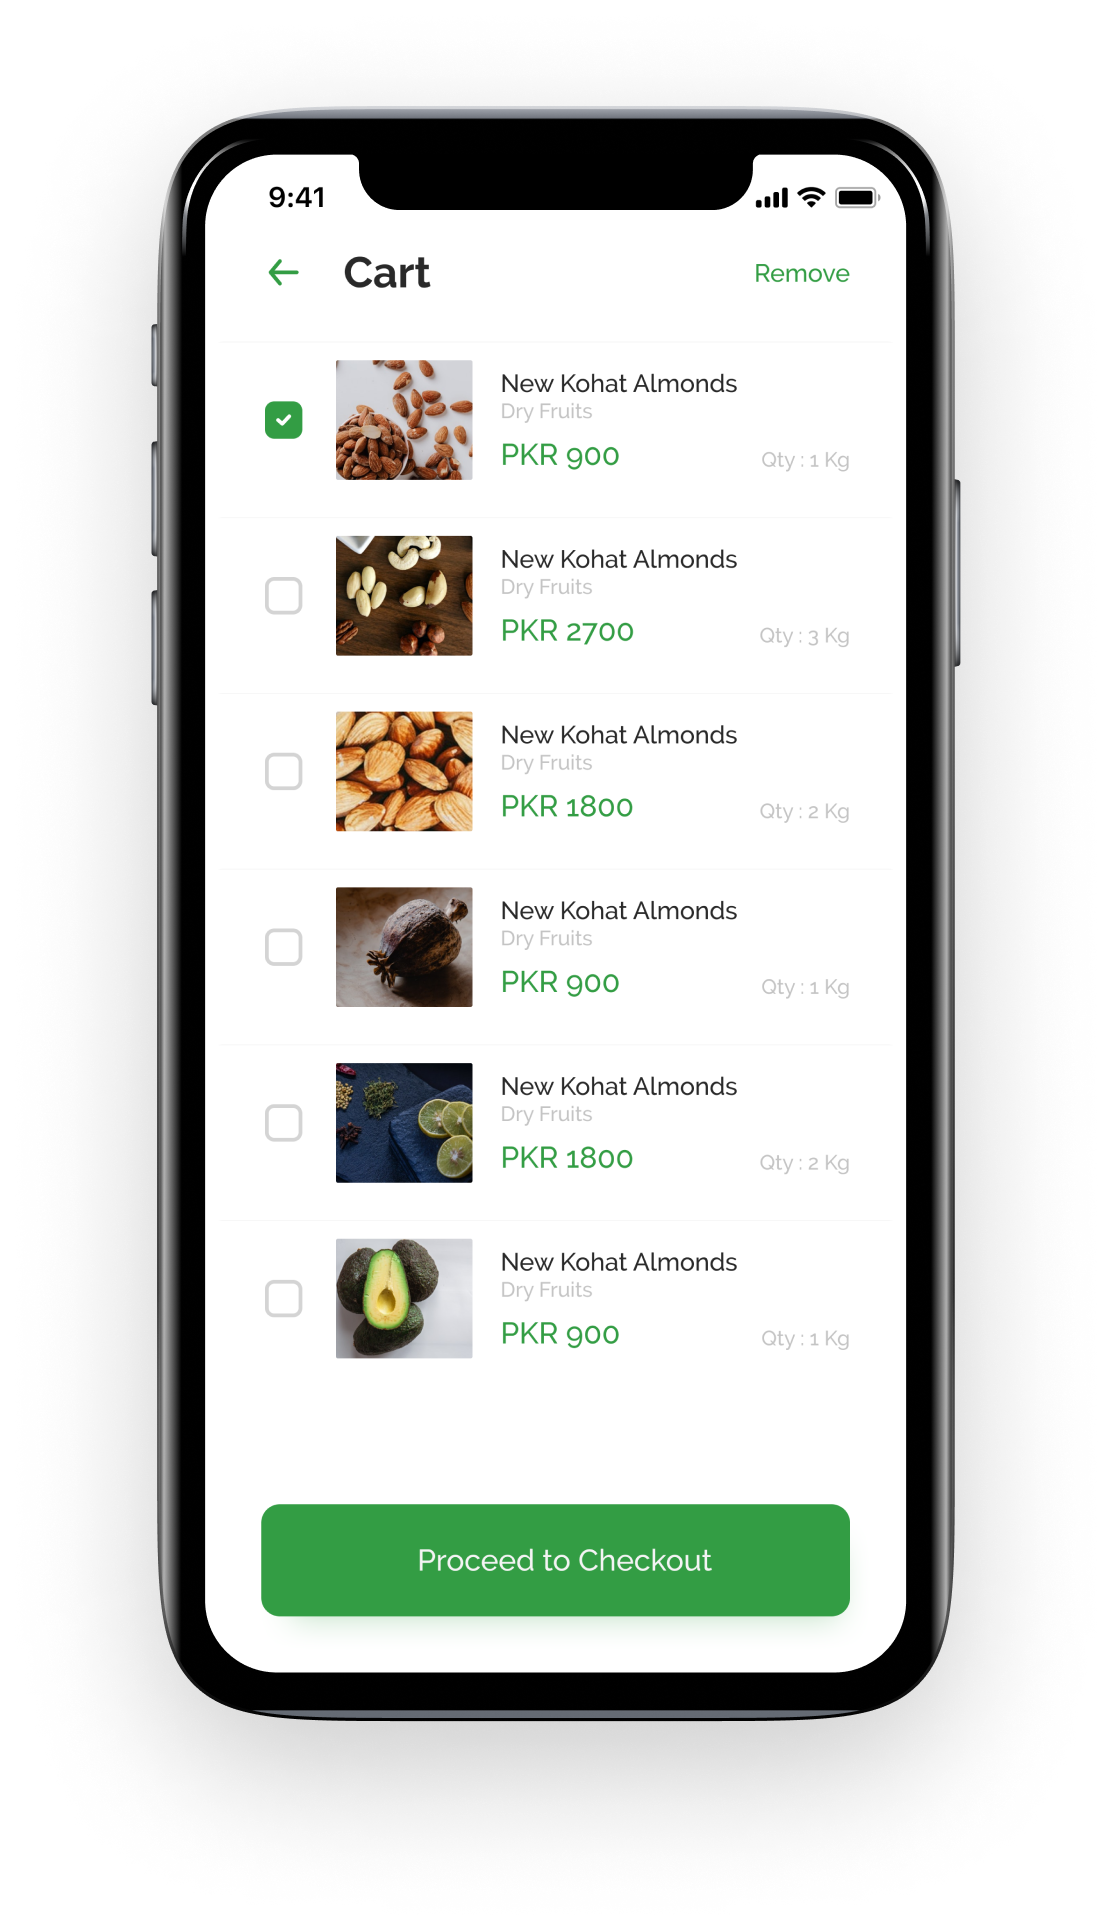 9:41
Cart
Remove
New Kohat Almonds
Dry Fruits
PKR 900
Qty : 1 Kg
New Kohat Almonds
Dry Fruits
PKR 2700
Qty : 3 Kg
New Kohat Almonds
Dry Fruits
PKR 1800
Qty : 2 Kg
New Kohat Almonds
Dry Fruits
PKR 900
Qty : 1 Kg
New Kohat Almonds
Dry Fruits
PKR 1800
Qty : 2 Kg
New Kohat Almonds
Dry Fruits
PKR 900
Qty : 1 Kg
Proceed to Checkout